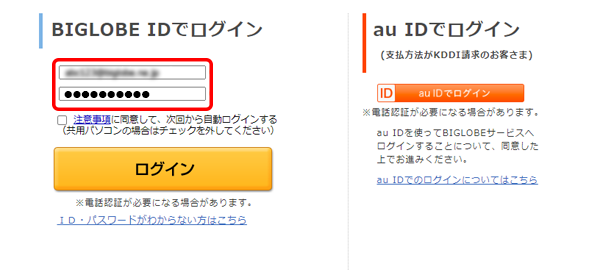 BIGLOBE IDでログイン
●●●●●●●●●●
注意事項に同意して、次回から自動ログインする
（共用パソコンの場合はチェックを外してください）
ログイン
※電話認証が必要になる場合があります。
ＩＤ・パスワードがわからない方はこちら
au IDでログイン
(支払方法がKDDI請求のお客さま)
ID au IDでログイン
※電話認証が必要になる場合があります。
au IDを使ってBIGLOBEサービスへ
ログインすることについて、同意した
上でお進みください。
au IDでのログインについてはこちら